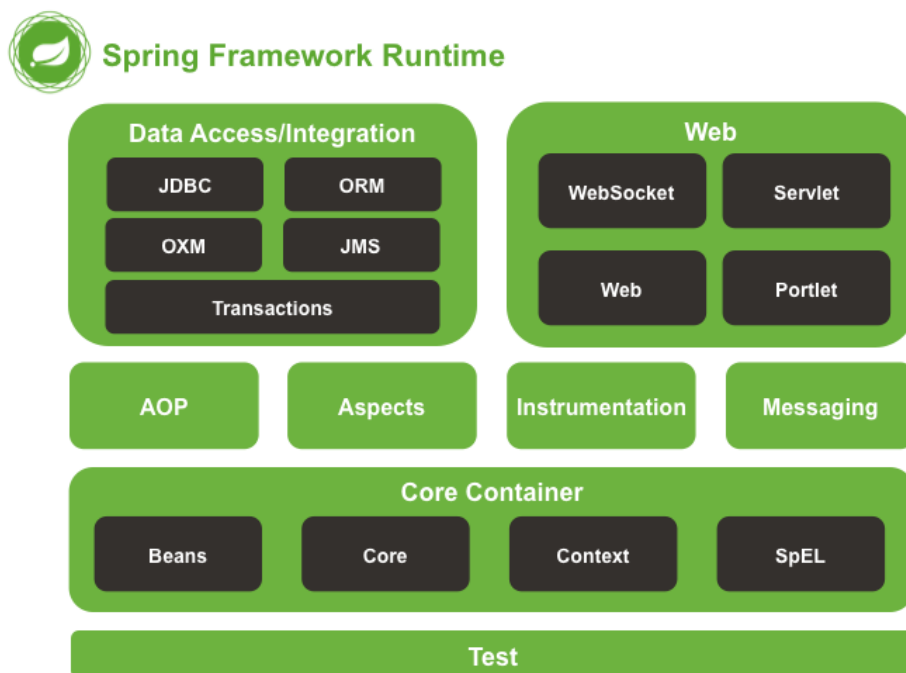 Spring Framework Runtime
Data Access/Integration
JDBC
ORM
OXM
JMS
Transactions
Web
WebSocket
Servlet
Web
Portlet
AOP
Aspects
Instrumentation
Messaging
Core Container
Beans
Core
Context
SpEL
Test